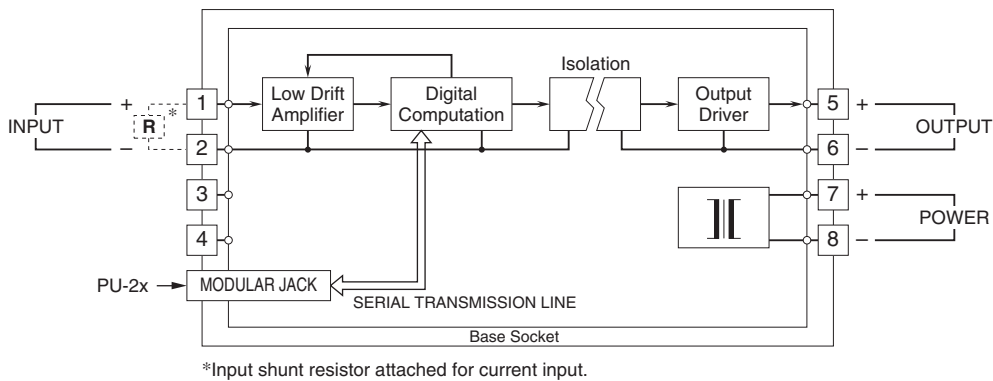 Isolation
1
Low Drift
Amplifier
Digital
Computation
Output
Driver
5
+
+
*
INPUT
R
OUTPUT
–
2
6
–
3
7
+
POWER
4
8
–
PU-2x
MODULAR JACK
SERIAL TRANSMISSION LINE
Base Socket
*Input shunt resistor attached for current input.